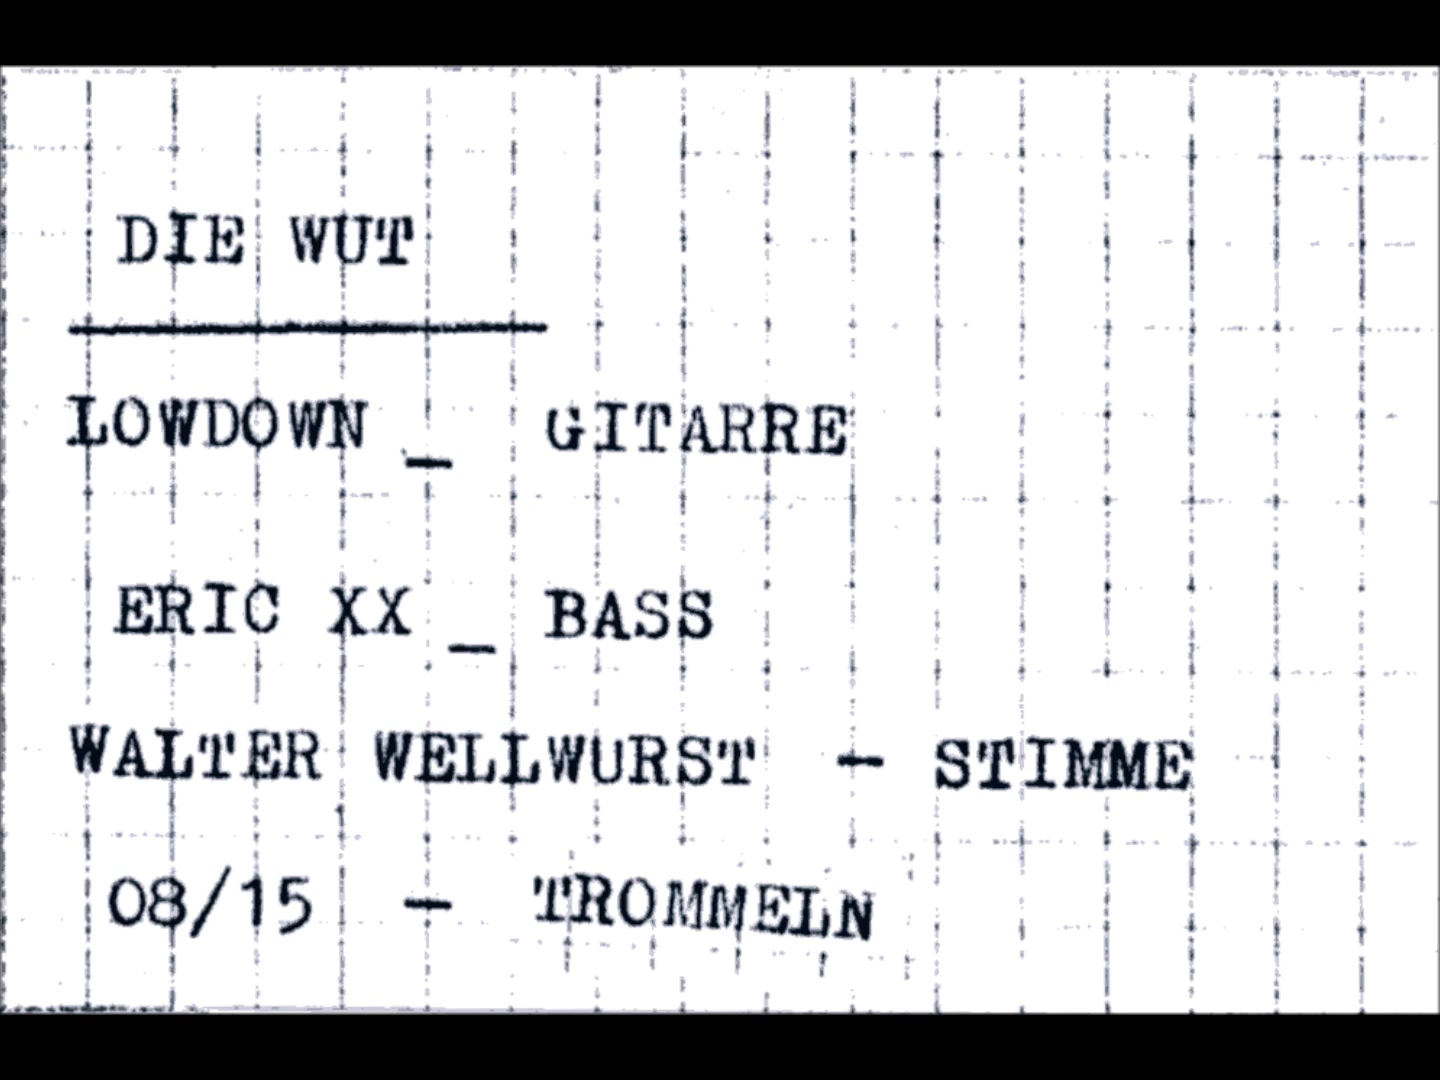 DIE WUT
LOWDOWN _ GITARRE
ERIC XX _ BASS
WALTER WELLWURST - STIMME
08/15 - TROMMELN